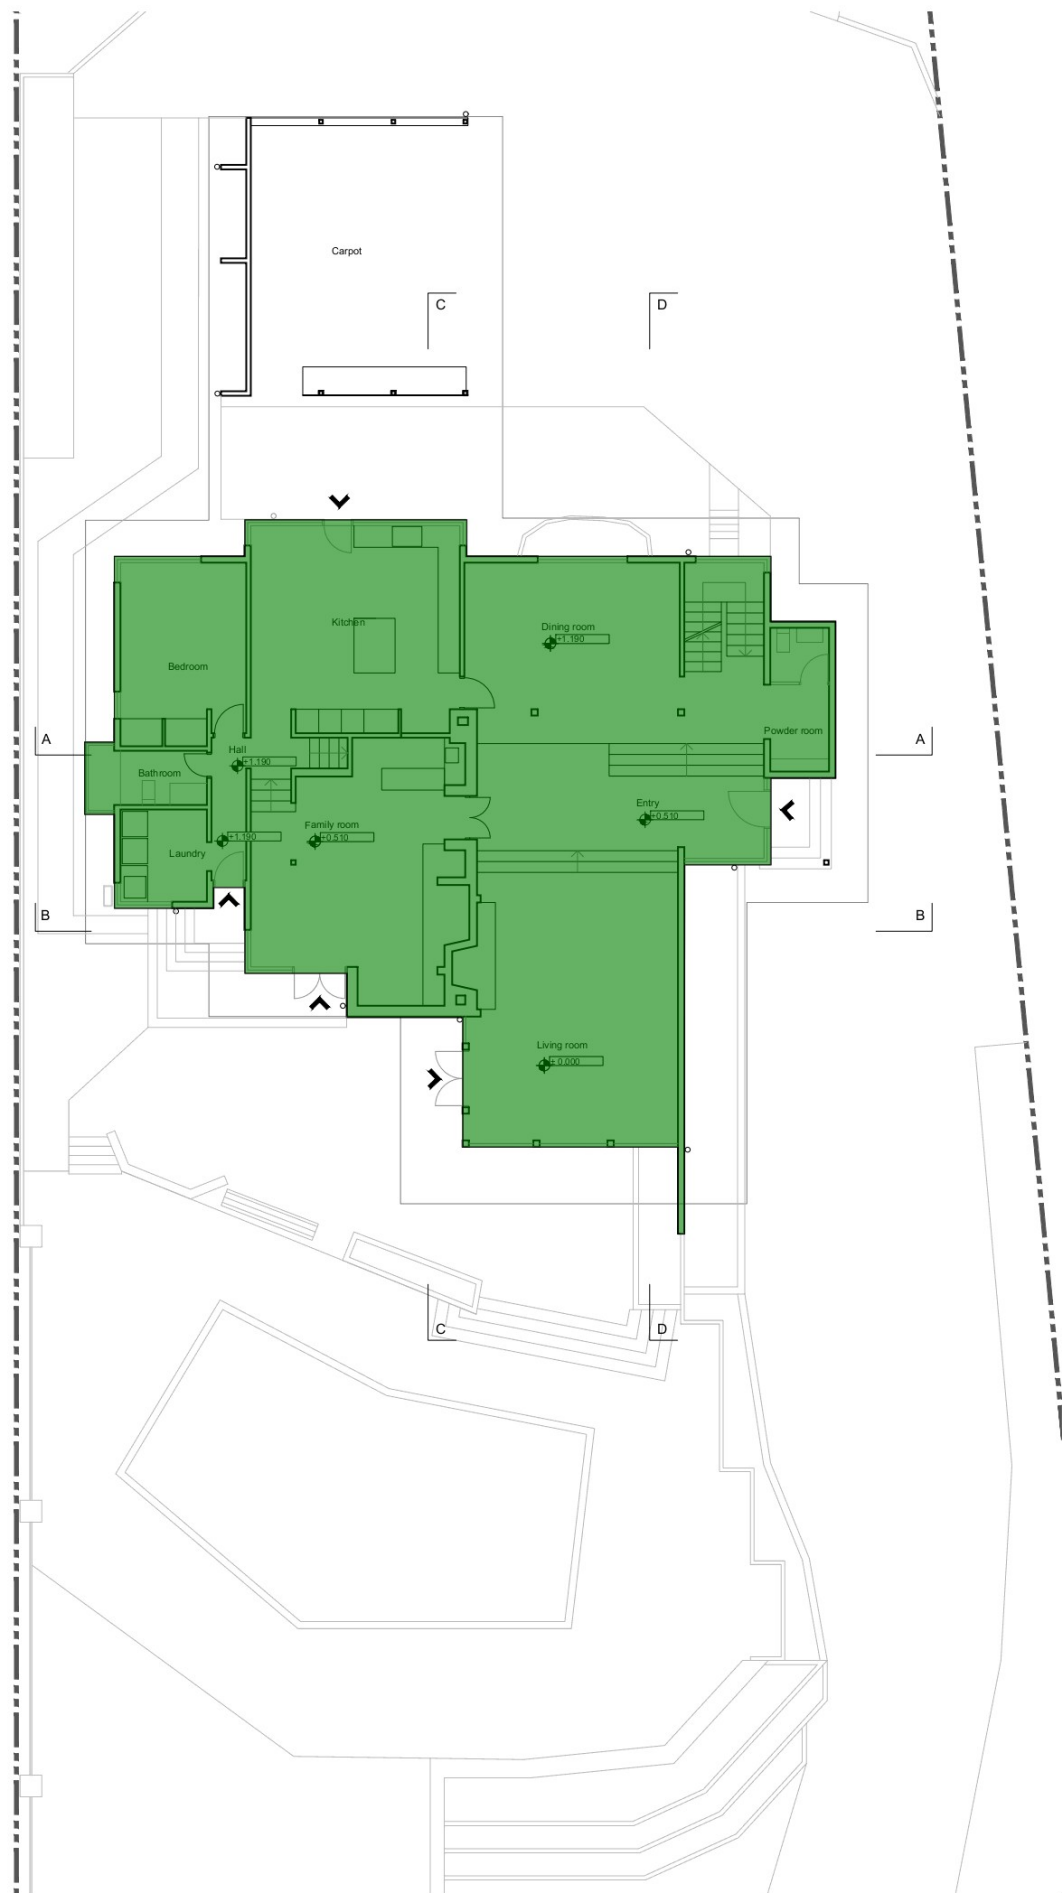 Carpot
C
D
Kitchen
Dining room
+1.190
Bedroom
Powder room
A
A
Hall
+1.190
Bathroom
Entry
+0.510
Family room
+0.510
+1.190
Laundry
B
B
Living room
± 0.000
C
D